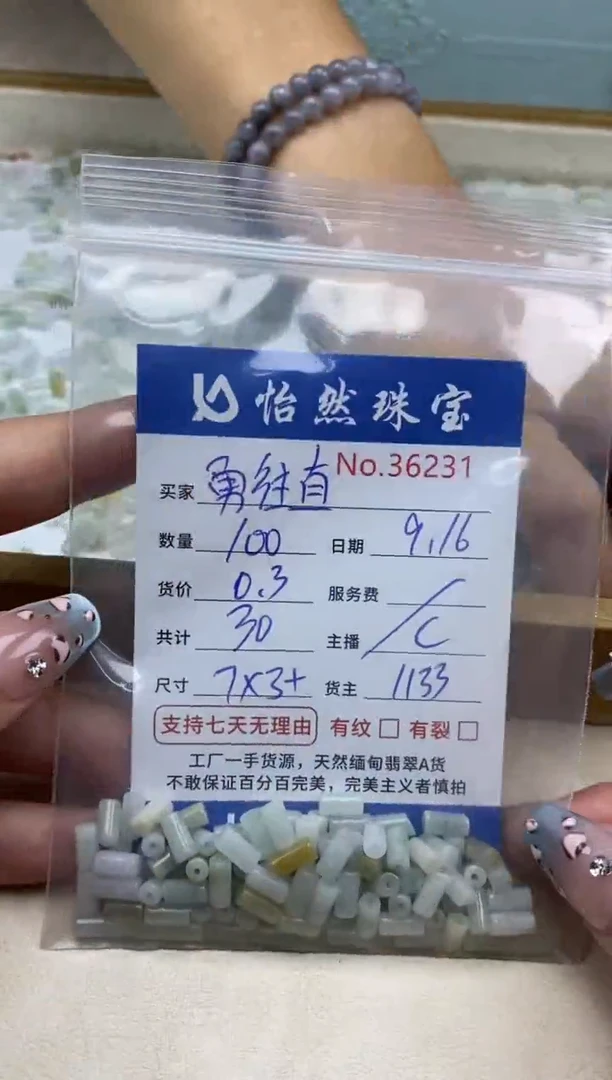 怡然珠宝
No.36231
买家 勇往直
数量 100 日期 9.16
货价 0.3 服务费 /
共计 30 主播 C
尺寸 7X3+ 货主 1133
支持七天无理由 有纹 □ 有裂 □
工厂一手货源，天然缅甸翡翠A货
不敢保证百分百完美，完美主义者慎拍